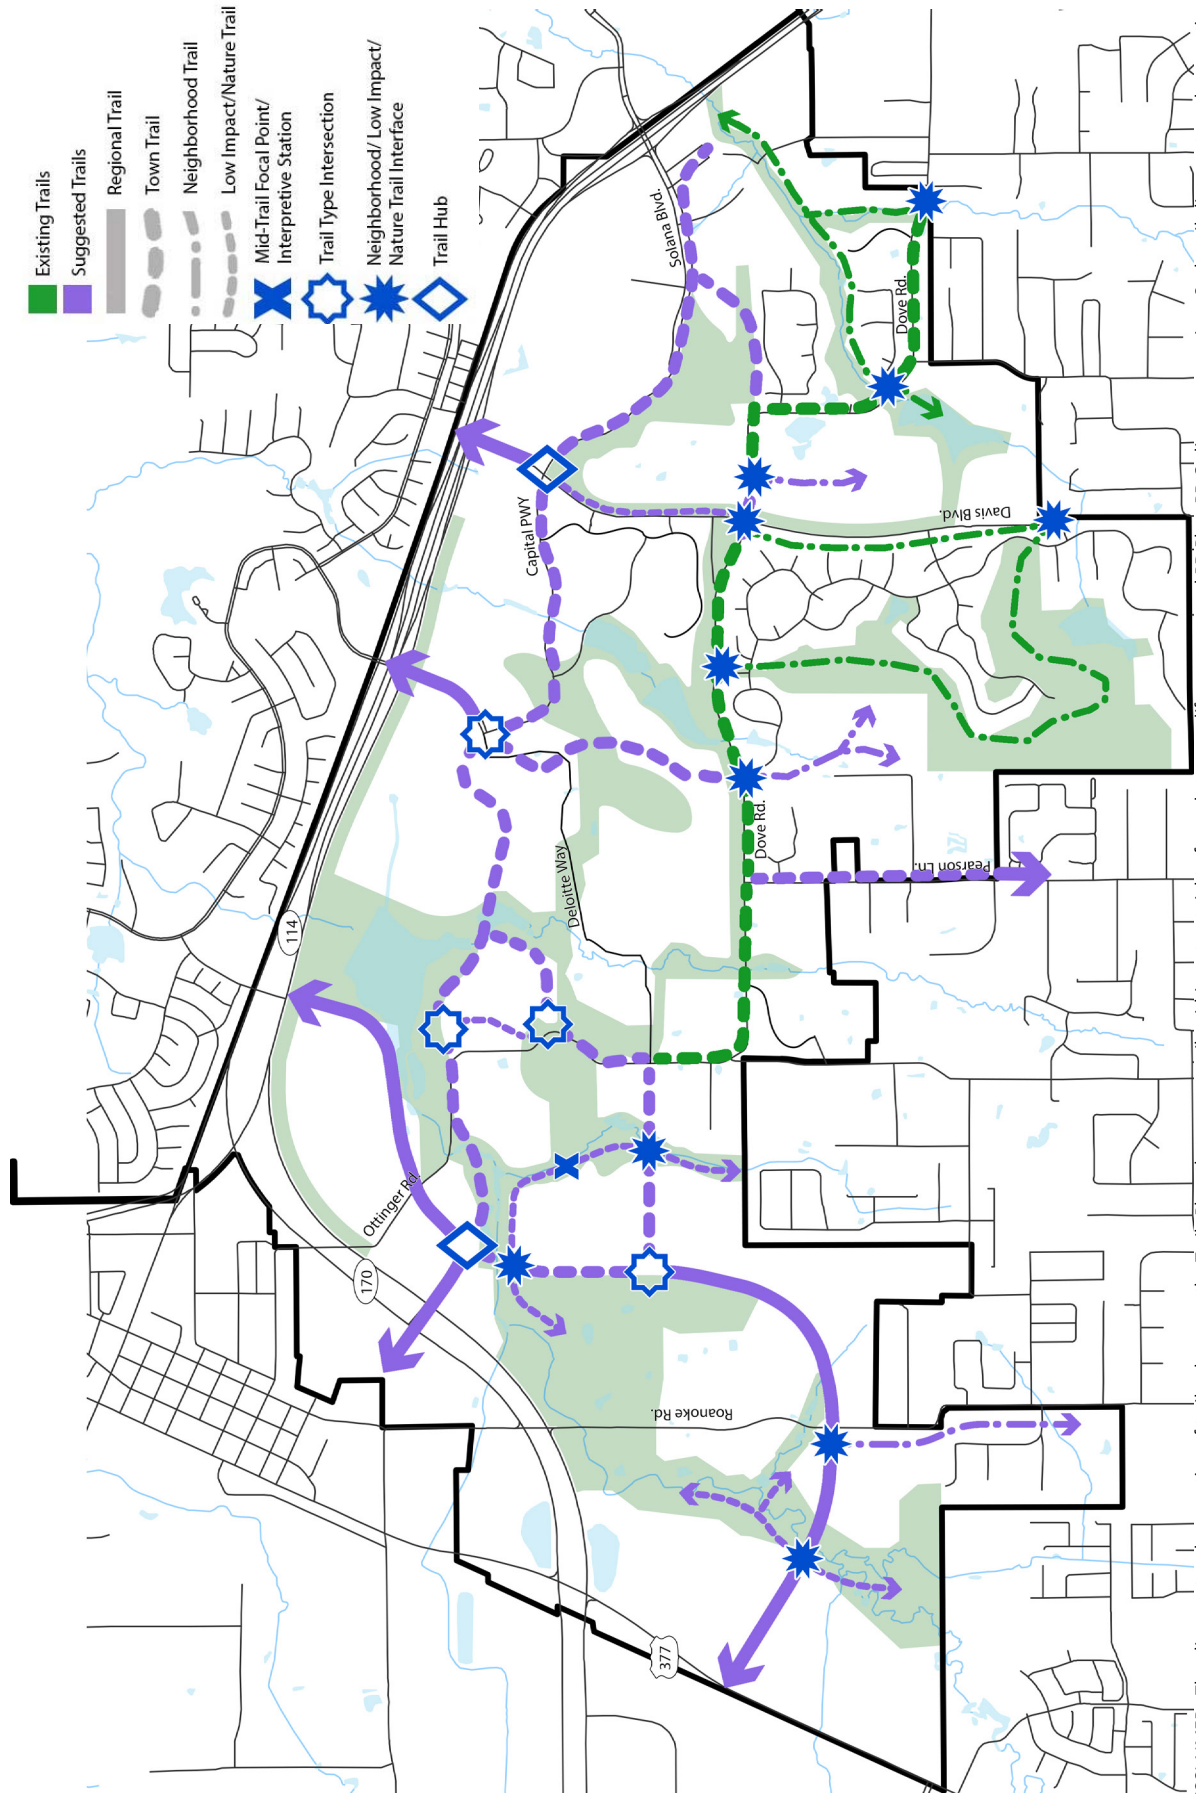 Existing Trails
Suggested Trails
Regional Trail
Town Trail
Neighborhood Trail
Low Impact/Nature Trail
Mid-Trail Focal Point/
Interpretive Station
Trail Type Intersection
Neighborhood/ Low Impact/
Nature Trail Interface
Trail Hub
Solana Blvd.
Dove Rd.
Capital PWY
Davis Blvd.
Deloitte Way
Dove Rd.
Pearson Ln.
114
Ottinger Rd.
170
Roanoke Rd.
377